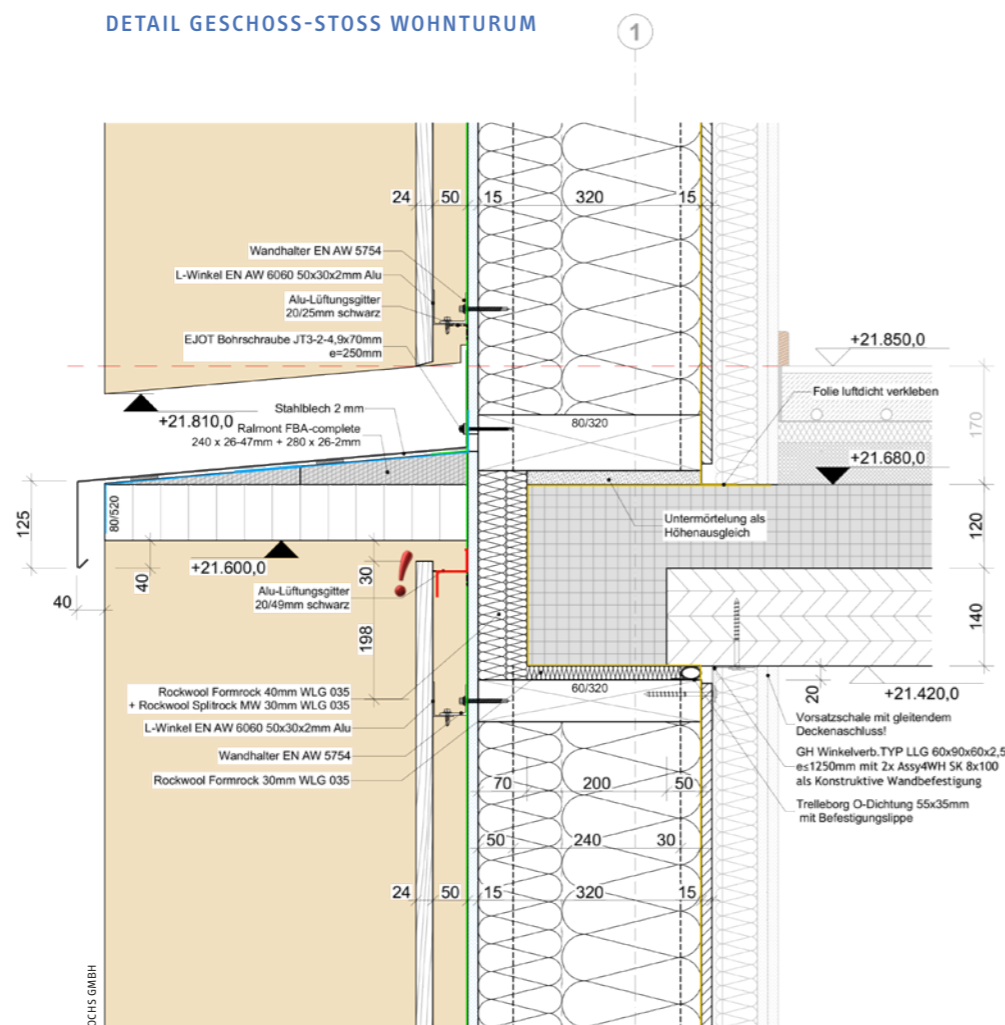 DETAIL GESCHOSS-STOSS WOHNTURUM
1
24 50 15 320 15
Wandhalter EN AW 5754
L-Winkel EN AW 6060 50x30x2mm Alu
Alu-Lüftungsgitter
20/25mm schwarz
EJOT Bohrschraube JT3-2-4,9x70mm
e=250mm
+21.850,0
Folie luftdicht verkleben
+21.810,0
Stahlblech 2 mm
Ralmont FBA-complete
240 x 26-47mm + 280 x 26-2mm
80/320
170
+21.680,0
125
80/520
Untermörtelung als
Höhenausgleich
120
+21.600,0
40
40
30
!
Alu-Lüftungsgitter
20/49mm schwarz
198
140
Rockwool Formrock 40mm WLG 035
+ Rockwool Splitrock MW 30mm WLG 035
L-Winkel EN AW 6060 50x30x2mm Alu
Wandhalter EN AW 5754
Rockwool Formrock 30mm WLG 035
60/320
20
+21.420,0
Vorsatzschale mit gleitendem
Deckenaschluss!
GH Winkelverb.TYP LLG 60x90x60x2,5
e≤1250mm mit 2x Assy4WH SK 8x100
als Konstruktive Wandbefestigung
Trelleborg O-Dichtung 55x35mm
mit Befestigungslippe
70 200 50
50 240 30
24 50 15 320 15
OCHS GMBH